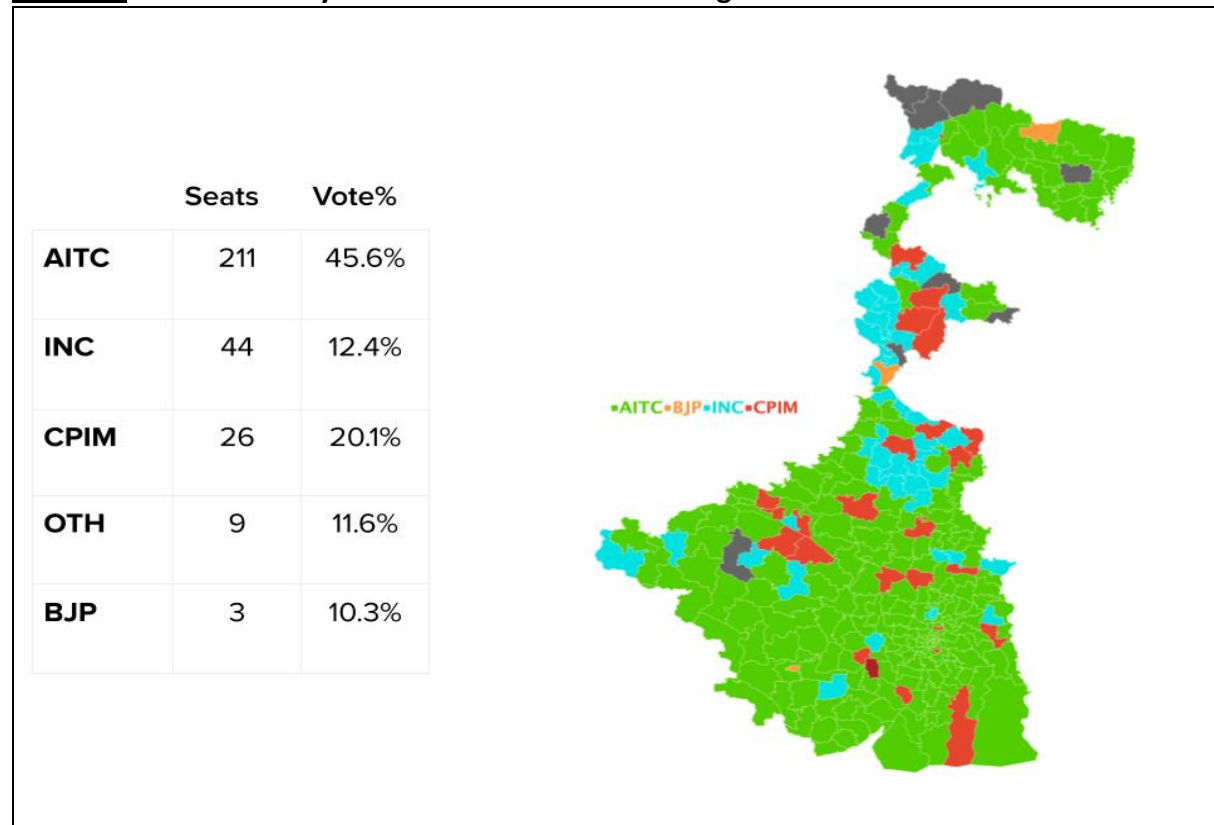 Seats Vote%
AITC 211 45.6%
INC 44 12.4%
CPIM 26 20.1%
OTH 9 11.6%
BJP 3 10.3%
▪AITC▪BJP▪INC▪CPIM